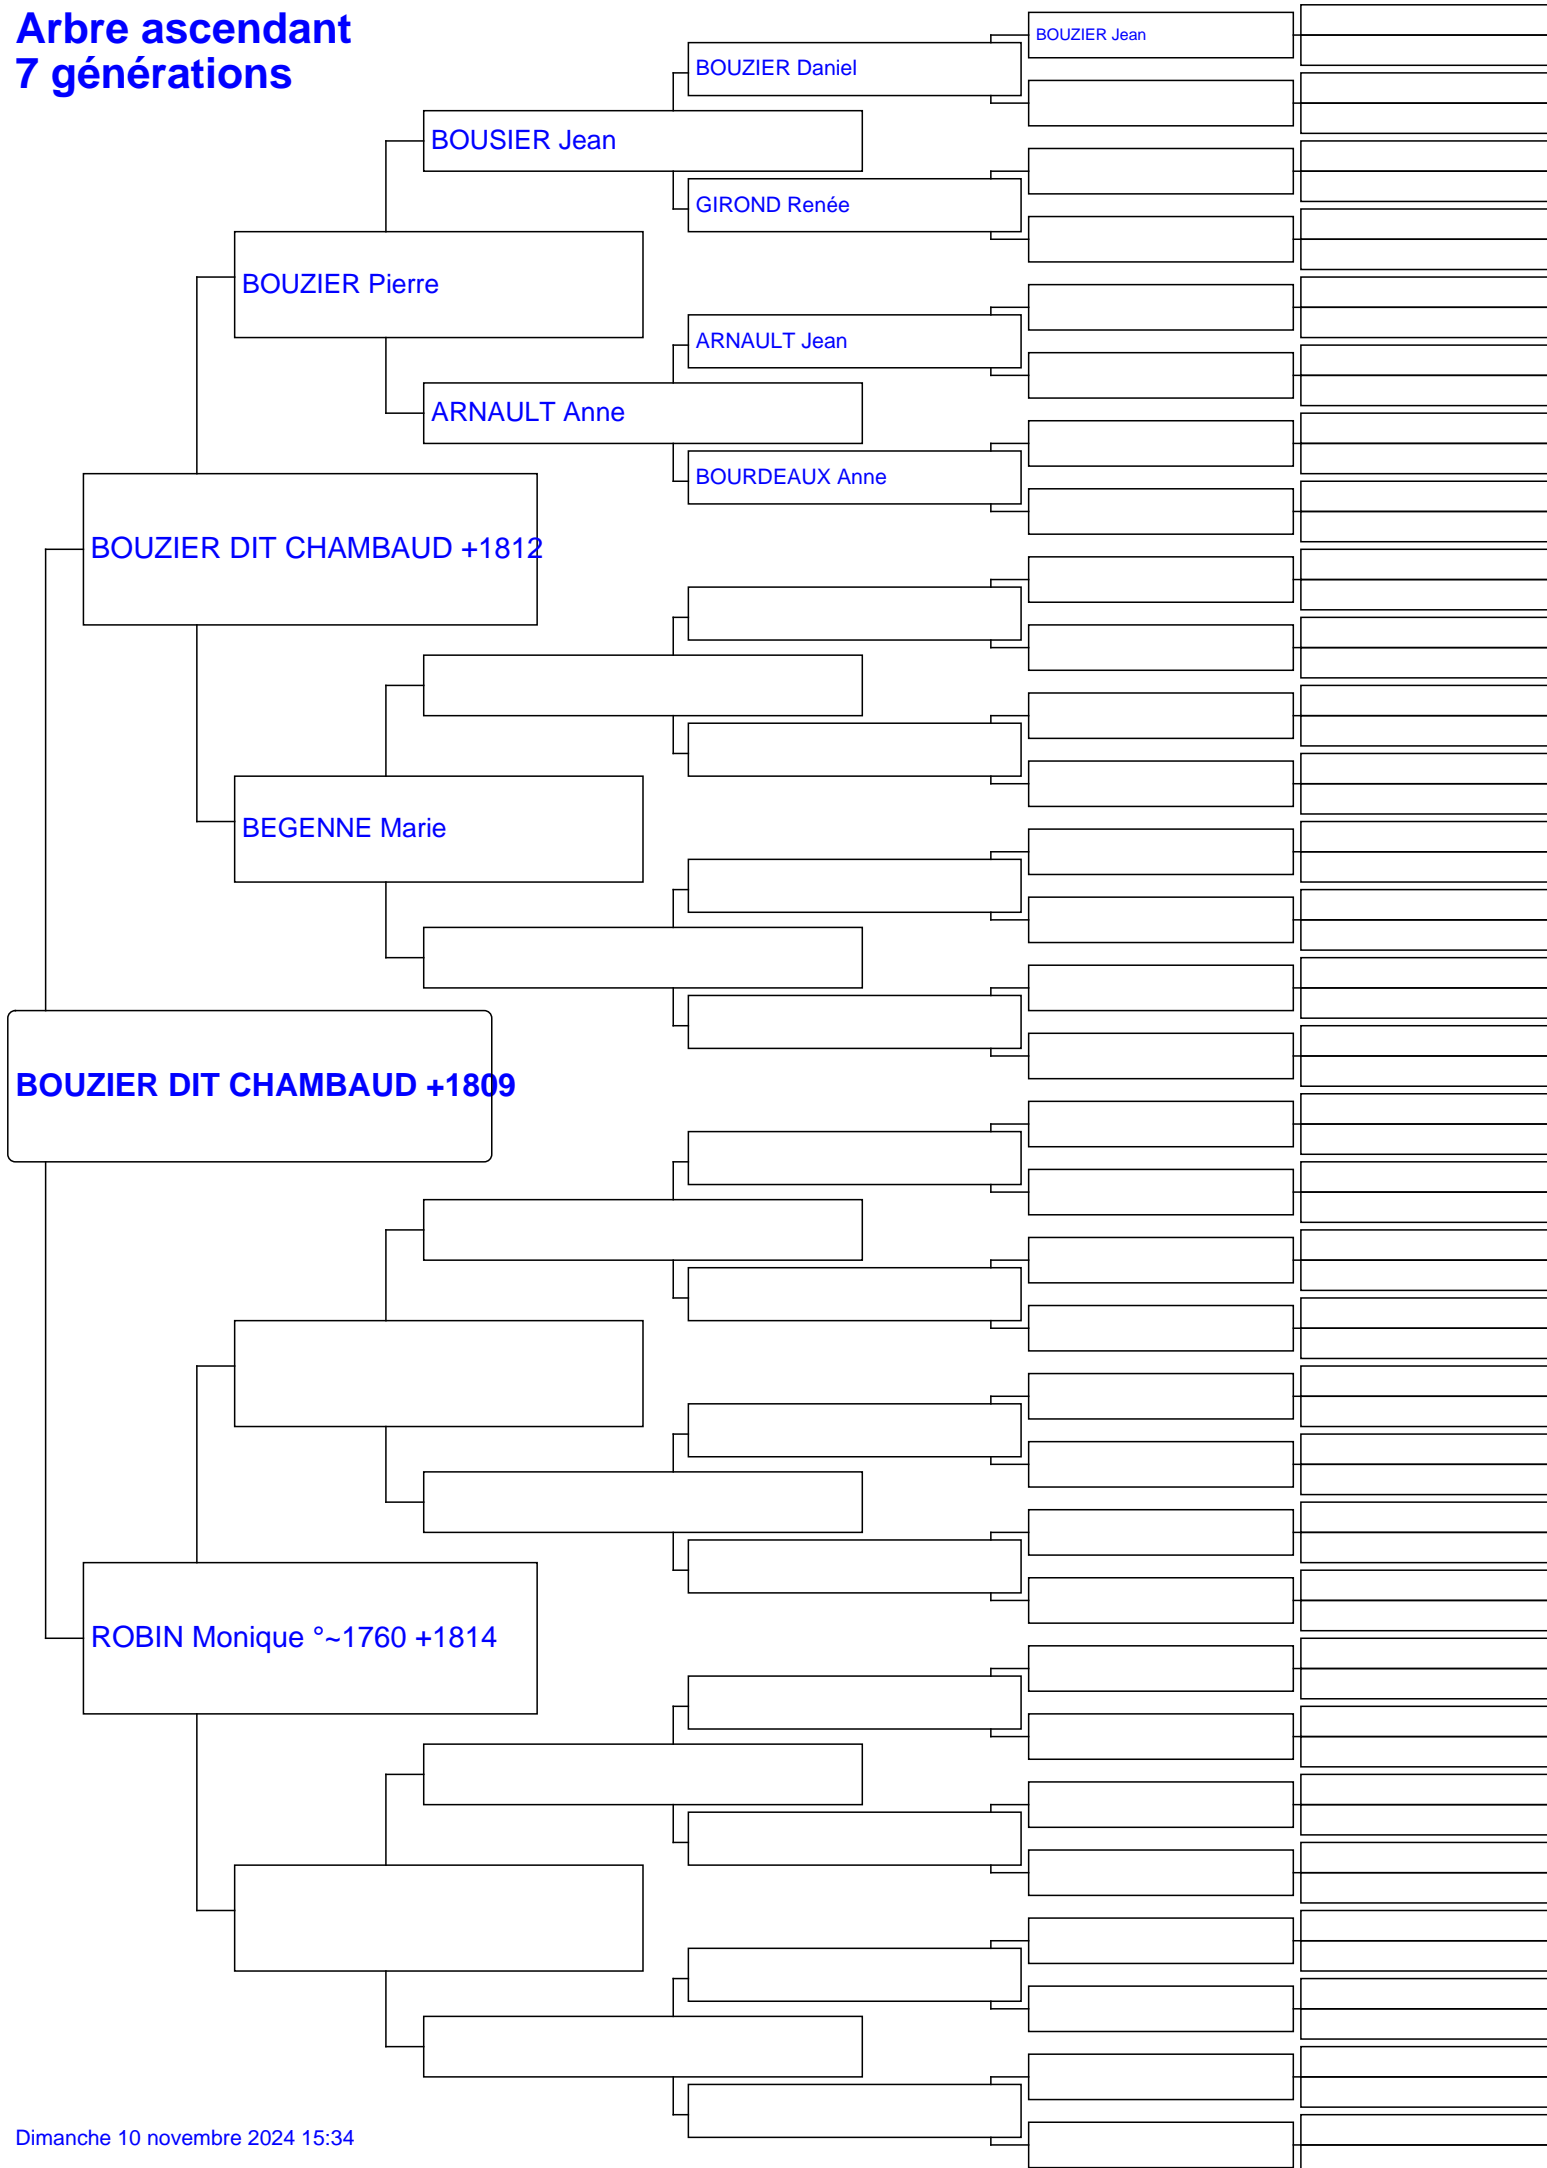 Arbre ascendant
7 générations
BOUZIER Jean
BOUZIER Daniel
BOUSIER Jean
GIROND Renée
BOUZIER Pierre
ARNAULT Jean
ARNAULT Anne
BOURDEAUX Anne
BOUZIER DIT CHAMBAUD +1812
BEGENNE Marie
BOUZIER DIT CHAMBAUD +1809
ROBIN Monique °~1760 +1814
Dimanche 10 novembre 2024 15:34